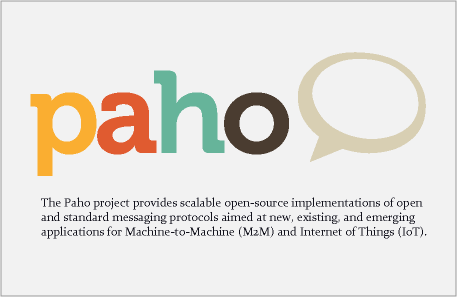 paho
The Paho project provides scalable open-source implementations of open
and standard messaging protocols aimed at new, existing, and emerging
applications for Machine-to-Machine (M2M) and Internet of Things (IoT).